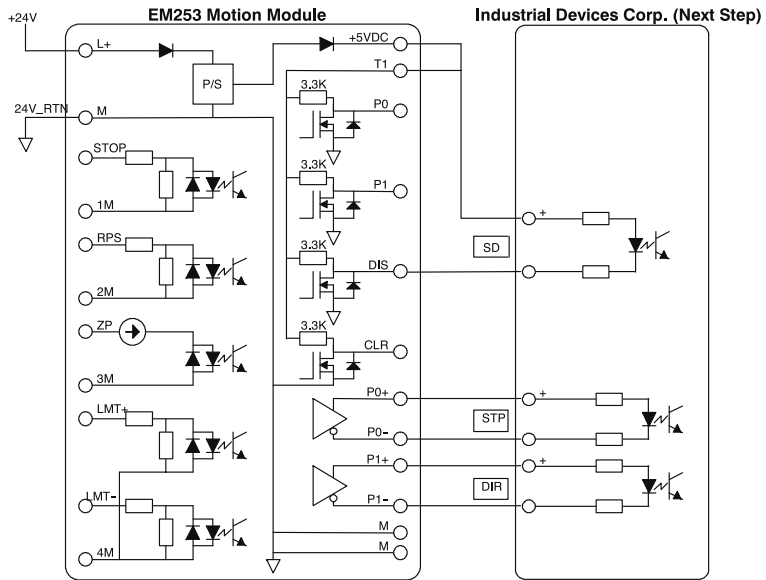 EM253 Motion Module
Industrial Devices Corp. (Next Step)
+24V
L+
P/S
+5VDC
T1
3.3K
P0
24V_RTN
M
STOP
3.3K
P1
1M
RPS
3.3K
DIS
+
SD
2M
ZP
3.3K
CLR
3M
LMT+
P0+
+
STP
P0-
P1+
+
DIR
LMT-
P1-
M
M
4M